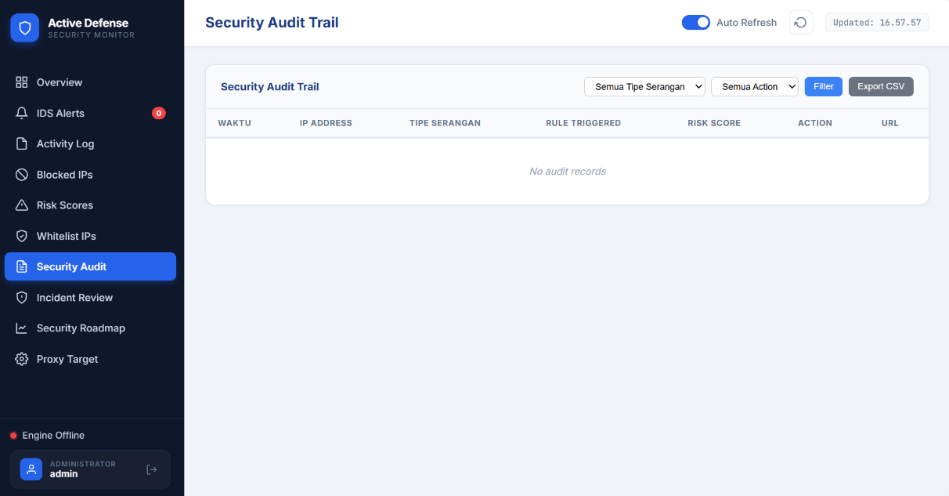 Active Defense
SECURITY MONITOR
Overview
IDS Alerts 0
Activity Log
Blocked IPs
Risk Scores
Whitelist IPs
Security Audit
Incident Review
Security Roadmap
Proxy Target
Engine Offline
ADMINISTRATOR
admin
Security Audit Trail
Auto Refresh
Updated: 16.57.57
Security Audit Trail
Semua Tipe Serangan
Semua Action
Filter
Export CSV
WAKTU IP ADDRESS TIPE SERANGAN RULE TRIGGERED RISK SCORE ACTION URL
No audit records